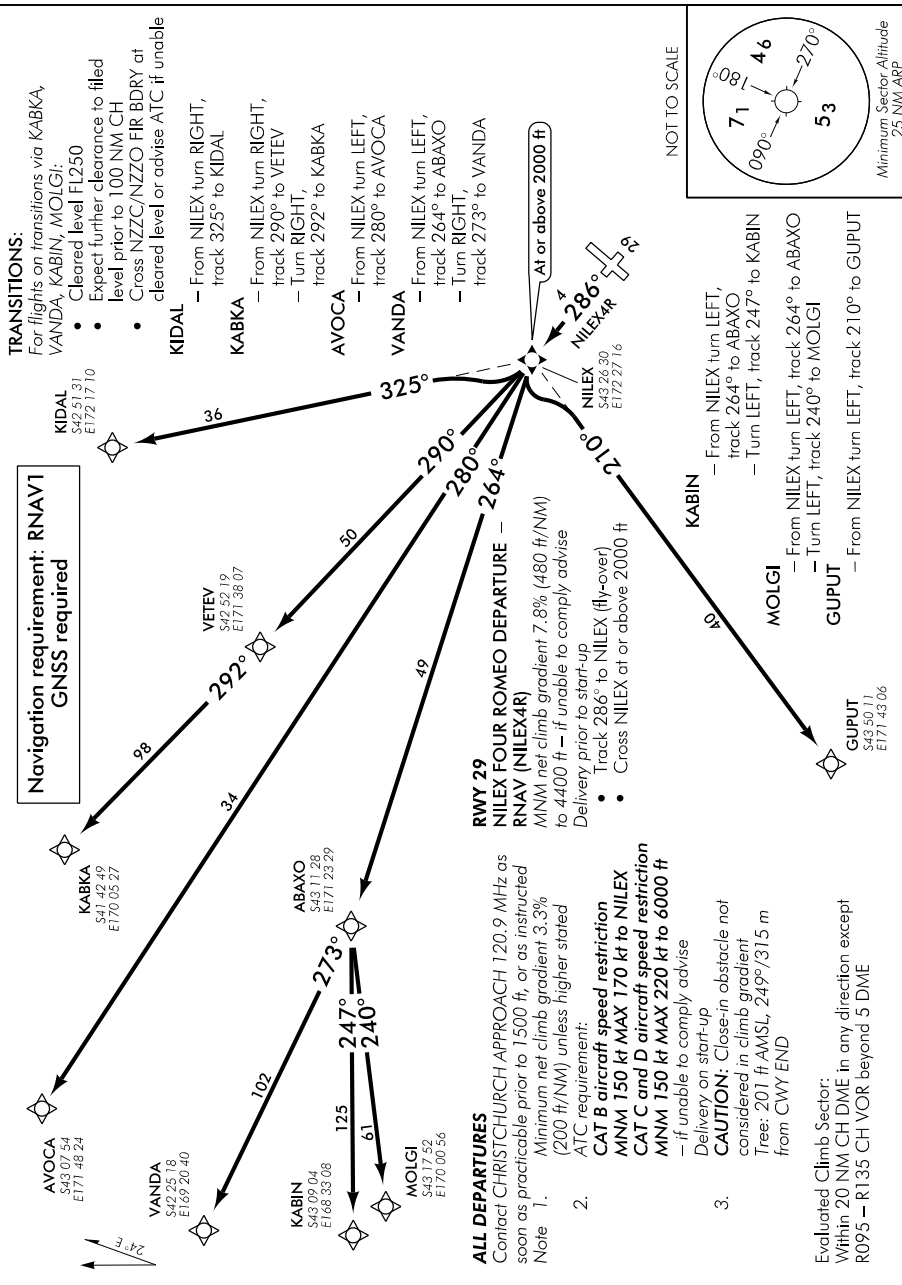 Navigation requirement: RNAV1
GNSS required
TRANSITIONS:
For flights on transitions via KABKA,
VANDA, KABIN, MOLGI:
• Cleared level FL250
• Expect further clearance to filed
level prior to 100 NM CH
• Cross NZZC/NZZO FIR BDRY at
cleared level or advise ATC if unable
KIDAL – From NILEX turn RIGHT,
track 325° to KIDAL
KABKA – From NILEX turn RIGHT,
track 290° to VETEV
– Turn RIGHT,
track 292° to KABKA
AVOCA – From NILEX turn LEFT,
track 280° to AVOCA
VANDA – From NILEX turn LEFT,
track 264° to ABAXO
– Turn RIGHT,
track 273° to VANDA
24° E
AVOCA
S43 07 54
E171 48 24
34
280°
KABKA
S41 42 49
E170 05 27
98
292°
VETEV
S42 52 19
E171 38 07
50
290°
KIDAL
S42 51 31
E172 17 10
36
325°
VANDA
S42 25 18
E169 20 40
102
273°
KABIN
S43 09 04
E168 33 08
125
247°
MOLGI
S43 17 52
E170 00 56
61
240°
ABAXO
S43 11 28
E171 23 29
49
264°
NILEX
S43 26 30
E172 27 16
At or above 2000 ft
4
286°
NILEX4R
29
210°
40
GUPUT
S43 50 11
E171 43 06
ALL DEPARTURES
Contact CHRISTCHURCH APPROACH 120.9 MHz as
soon as practicable prior to 1500 ft, or as instructed
Note 1. Minimum net climb gradient 3.3%
(200 ft/NM) unless higher stated
2. ATC requirement:
CAT B aircraft speed restriction
MNM 150 kt MAX 170 kt to NILEX
CAT C and D aircraft speed restriction
MNM 150 kt MAX 220 kt to 6000 ft
– if unable to comply advise
Delivery on start-up
3. CAUTION: Close-in obstacle not
considered in climb gradient
Tree: 201 ft AMSL, 249°/315 m
from CWY END
Evaluated Climb Sector:
Within 20 NM CH DME in any direction except
R095 – R135 CH VOR beyond 5 DME
RWY 29
NILEX FOUR ROMEO DEPARTURE –
RNAV (NILEX4R)
MNM net climb gradient 7.8% (480 ft/NM)
to 4400 ft – if unable to comply advise
Delivery prior to start-up
• Track 286° to NILEX (fly-over)
• Cross NILEX at or above 2000 ft
KABIN – From NILEX turn LEFT,
track 264° to ABAXO
– Turn LEFT, track 247° to KABIN
MOLGI – From NILEX turn LEFT, track 264° to ABAXO
– Turn LEFT, track 240° to MOLGI
GUPUT – From NILEX turn LEFT, track 210° to GUPUT
NOT TO SCALE
090°
180°
270°
71
46
53
Minimum Sector Altitude
25 NM ARP